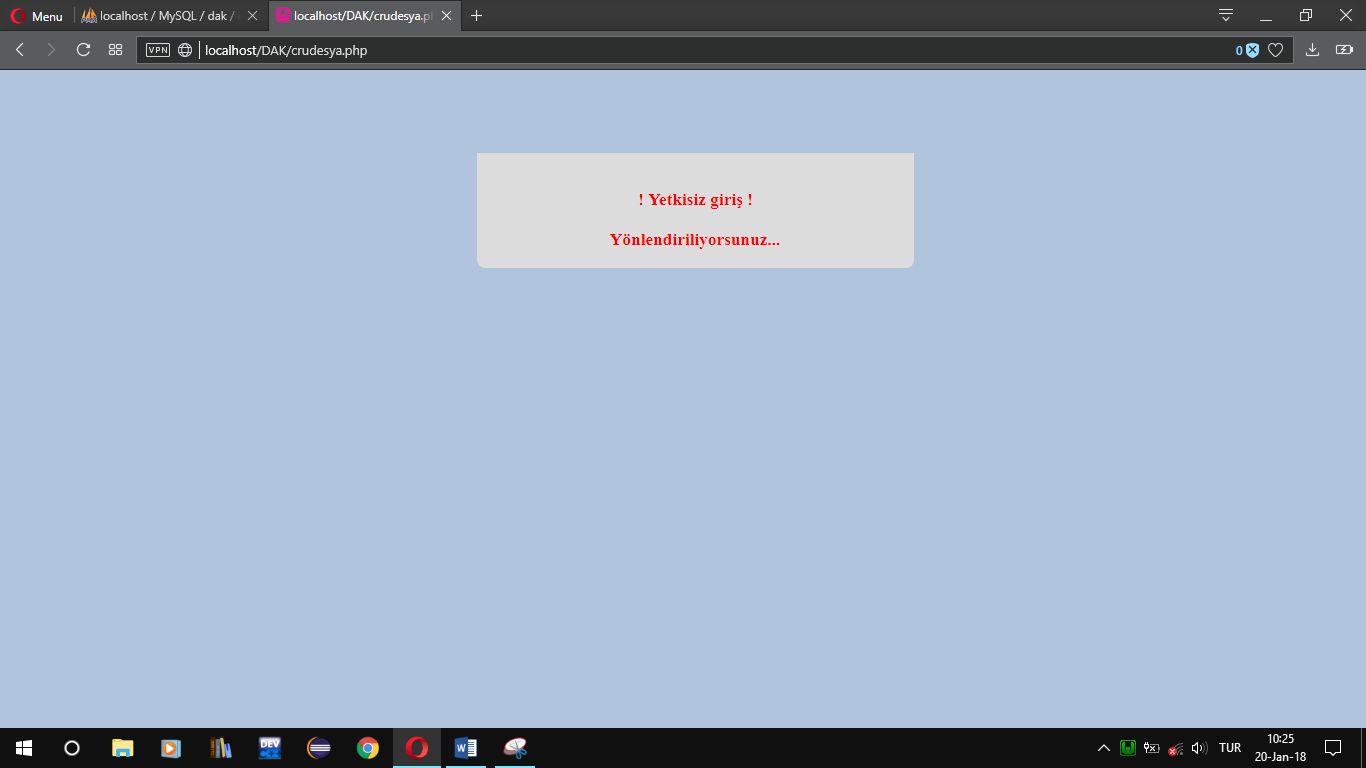 Menu
localhost / MySQL / dak /
localhost/DAK/crudesya.p
VPN
localhost/DAK/crudesya.php
0
! Yetkisiz giriş !
Yönlendiriliyorsunuz...
DEV
TUR
10:25
20-Jan-18